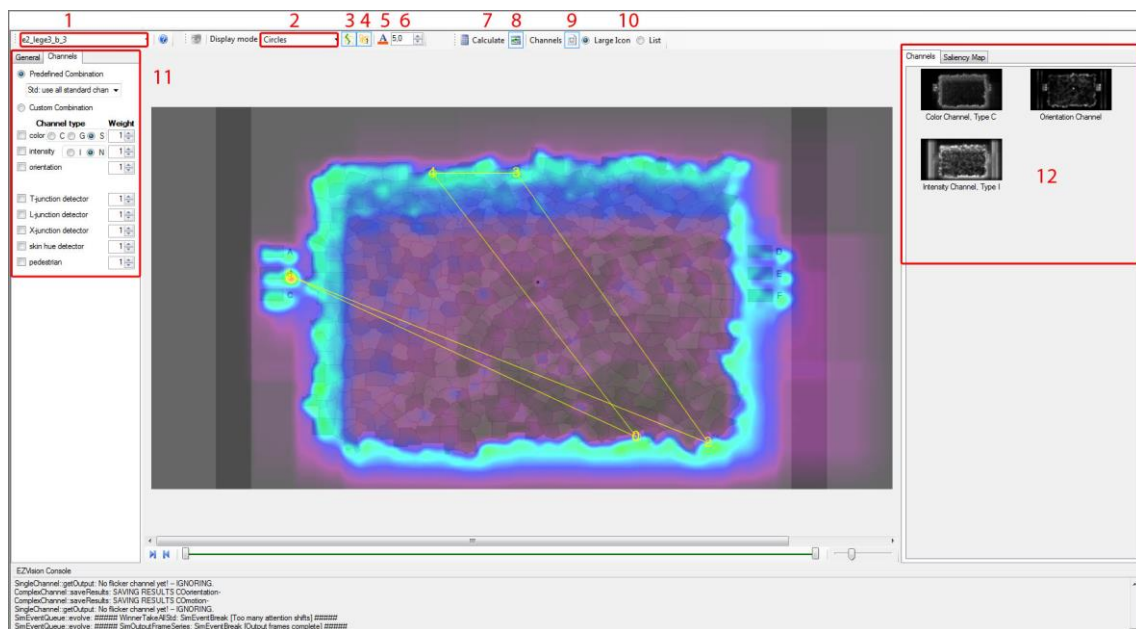 1 2 3 4 5 6 7 8 9 10
e2_lege3_b_3 Display mode Circles A 5,0 Calculate Channels Large Icon List
General Channels
11
Predefined Combination
Std: use all standard chan
Custom Combination
Channel type Weight
color C G S 1
intensity I N 1
orientation 1
T-junction detector 1
L-junction detector 1
X-junction detector 1
skin hue detector 1
pedestrian 1
4 3
A D
E
C F
0 2
Channels Saliency Map
Color Channel, Type C Orientation Channel
Intensity Channel, Type I
12
EZVision Console
SingleChannel::getOutput: No flicker channel yet! -- IGNORING.
ComplexChannel::saveResults: SAVING RESULTS COorientation-
ComplexChannel::saveResults: SAVING RESULTS COmotion-
SingleChannel::getOutput: No flicker channel yet! -- IGNORING.
SimEventQueue::evolve: ##### WinnerTakeAllStd: SimEventBreak [Too many attention shifts] #####
SimEventQueue::evolve: ##### SimOutputFrameSeries: SimEventBreak [Output frames complete] #####